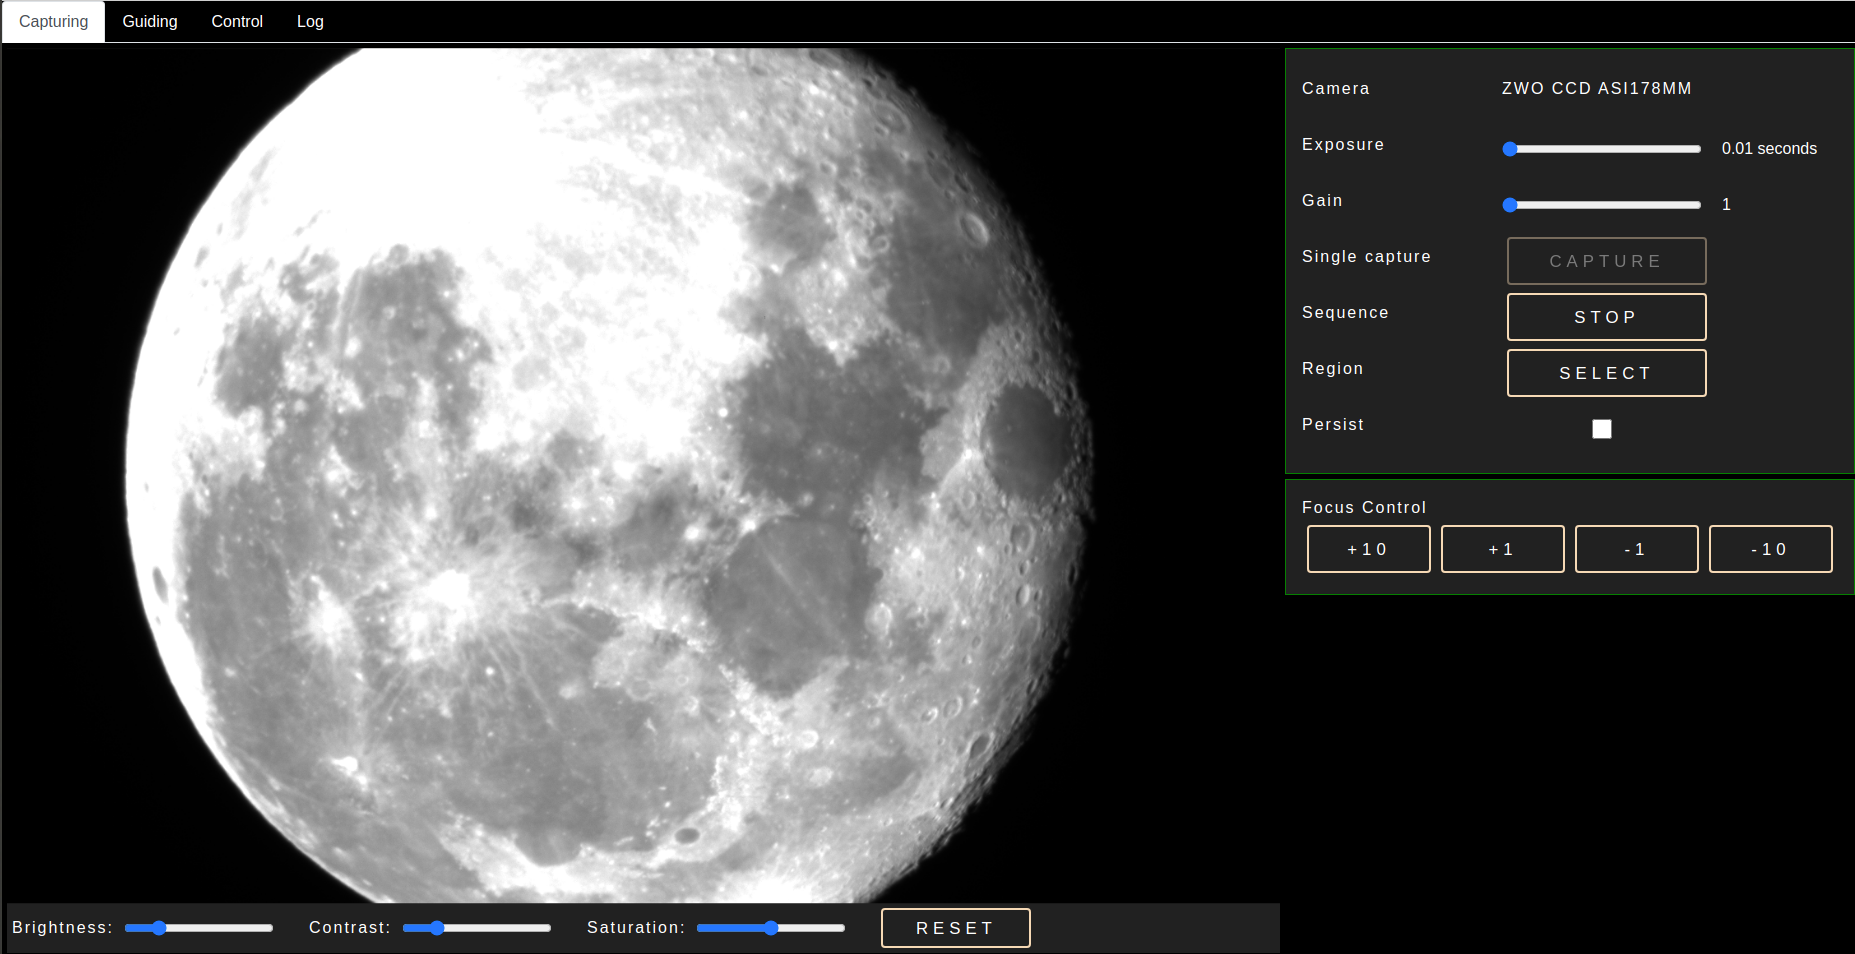 Capturing Guiding Control Log
Camera ZWO CCD ASI178MM
Exposure 0.01 seconds
Gain 1
Single capture CAPTURE
Sequence STOP
Region SELECT
Persist
Focus Control
+10 +1 -1 -10
Brightness: Contrast: Saturation: RESET